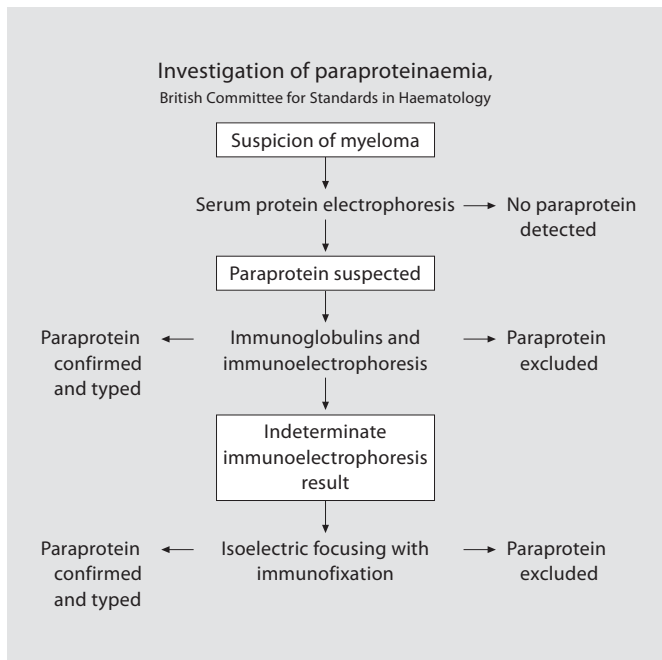 Investigation of paraproteinaemia,
British Committee for Standards in Haematology
Suspicion of myeloma
Serum protein electrophoresis
No paraprotein
detected
Paraprotein suspected
Paraprotein
confirmed
and typed
Immunoglobulins and
immunoelectrophoresis
Paraprotein
excluded
Indeterminate
immunoelectrophoresis
result
Paraprotein
confirmed
and typed
Isoelectric focusing with
immunofixation
Paraprotein
excluded